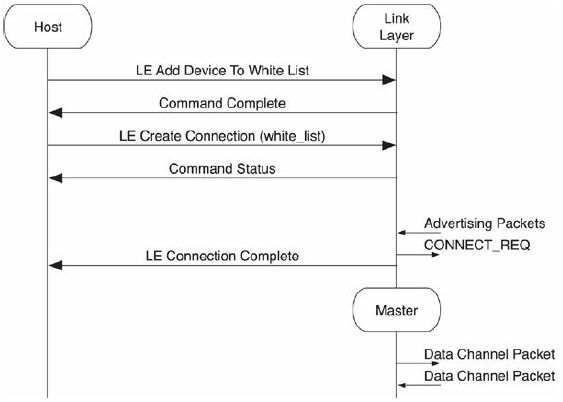 Host
Link
Layer
LE Add Device To White List
Command Complete
LE Create Connection (white_list)
Command Status
Advertising Packets
CONNECT_REQ
LE Connection Complete
Master
Data Channel Packet
Data Channel Packet